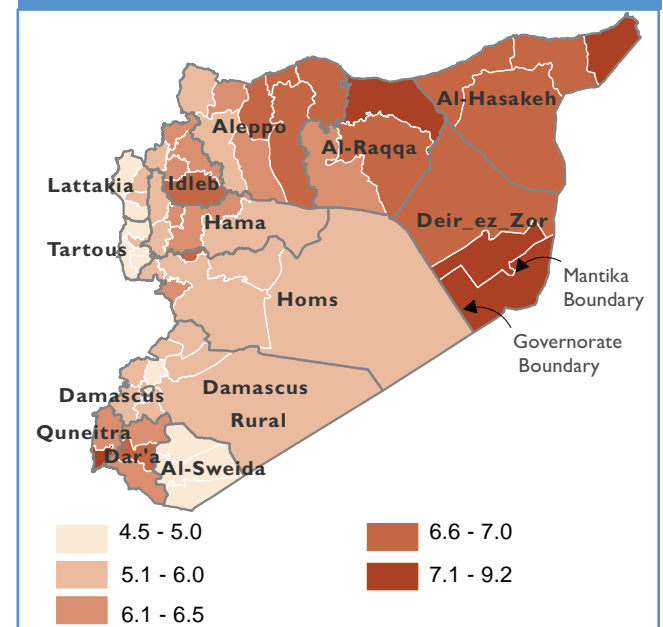 Al-Hasakeh
Aleppo
Al-Raqqa
Lattakia
Idleb
Hama
Deir_ez_Zor
Tartous
Mantika
Boundary
Homs
Governorate
Boundary
Damascus
Damascus
Rural
Quneitra
Dar'a
Al-Sweida
4.5 - 5.0
5.1 - 6.0
6.1 - 6.5
6.6 - 7.0
7.1 - 9.2